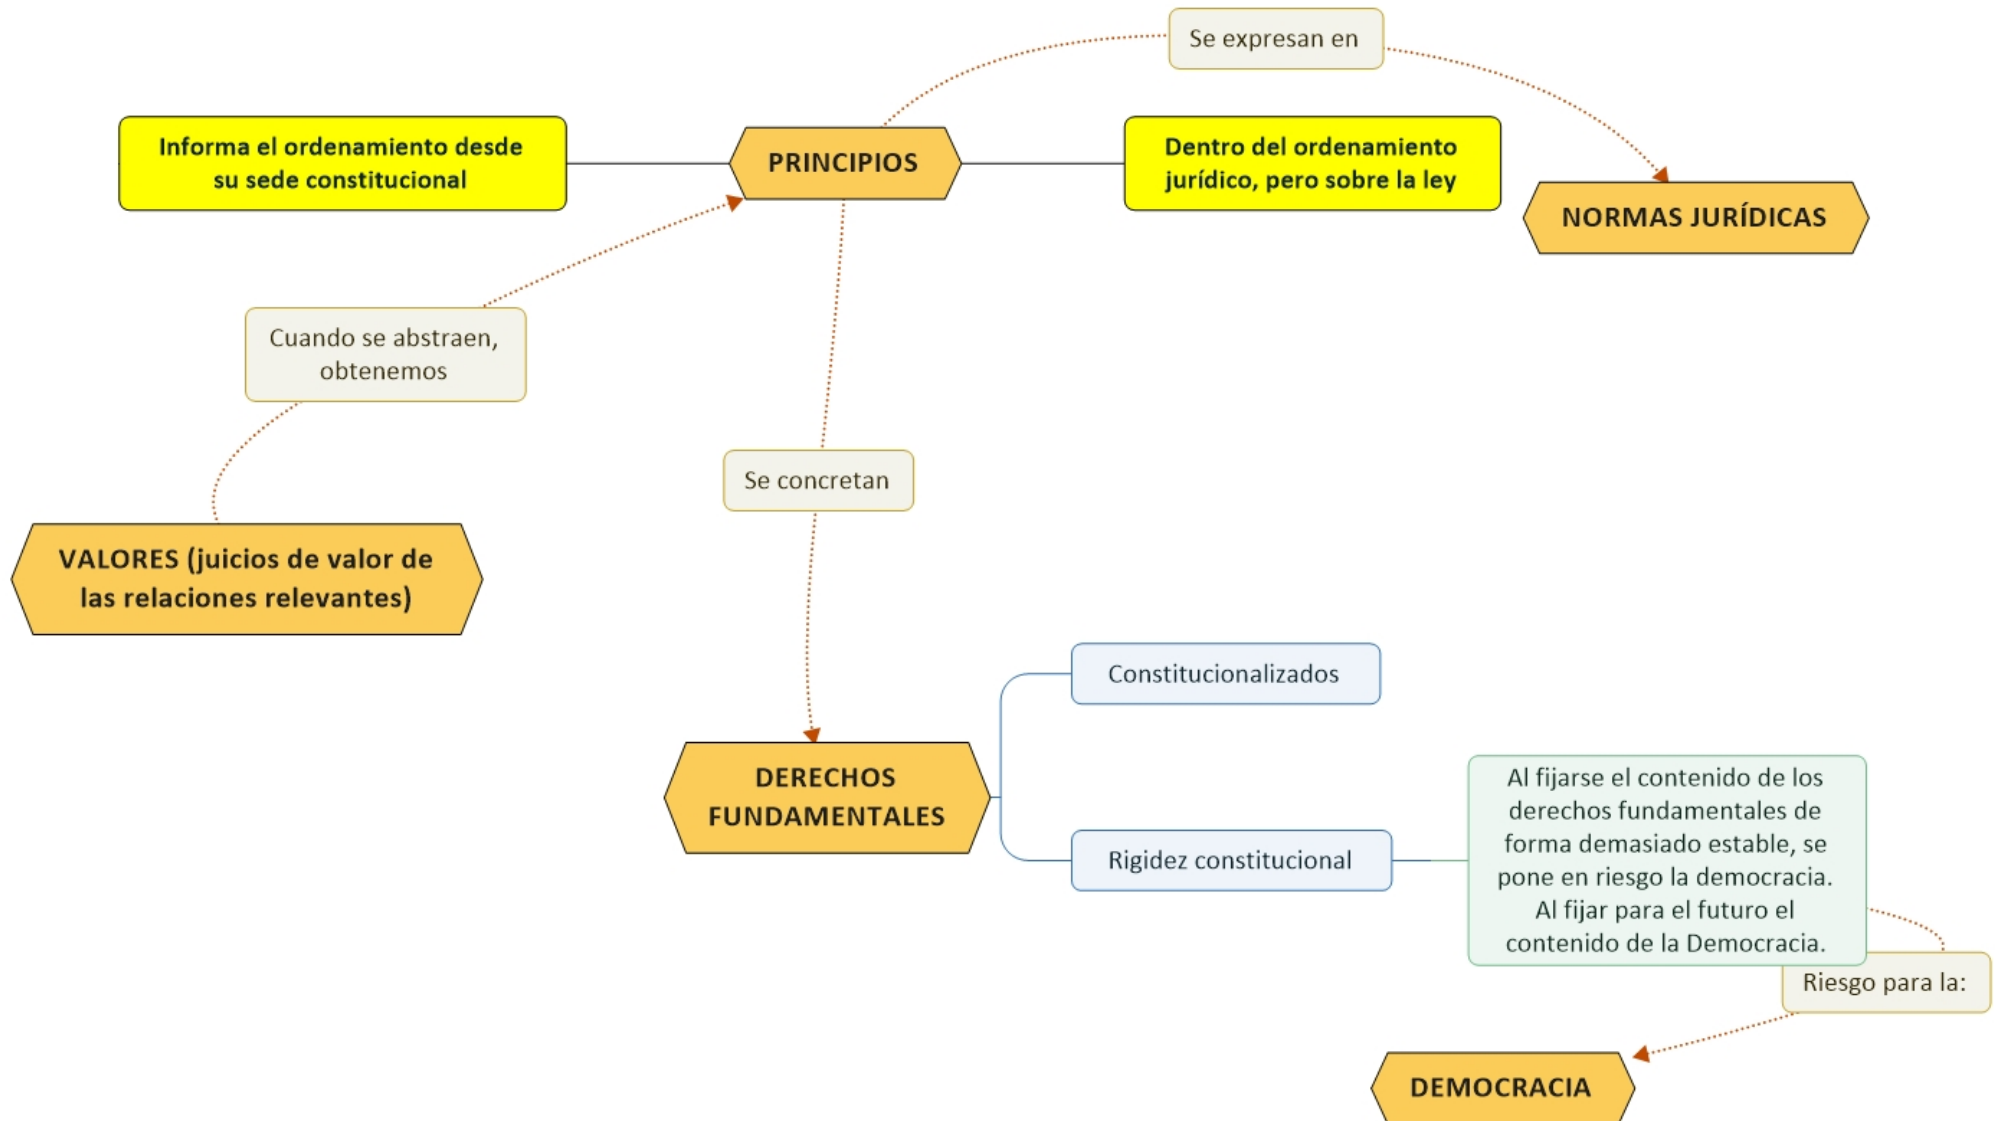 Se expresan en
Informa el ordenamiento desde
su sede constitucional
PRINCIPIOS
Dentro del ordenamiento
jurídico, pero sobre la ley
NORMAS JURÍDICAS
Cuando se abstraen,
obtenemos
Se concretan
VALORES (juicios de valor de
las relaciones relevantes)
Constitucionalizados
DERECHOS
FUNDAMENTALES
Rigidez constitucional
Al fijarse el contenido de los
derechos fundamentales de
forma demasiado estable, se
pone en riesgo la democracia.
Al fijar para el futuro el
contenido de la Democracia.
Riesgo para la:
DEMOCRACIA